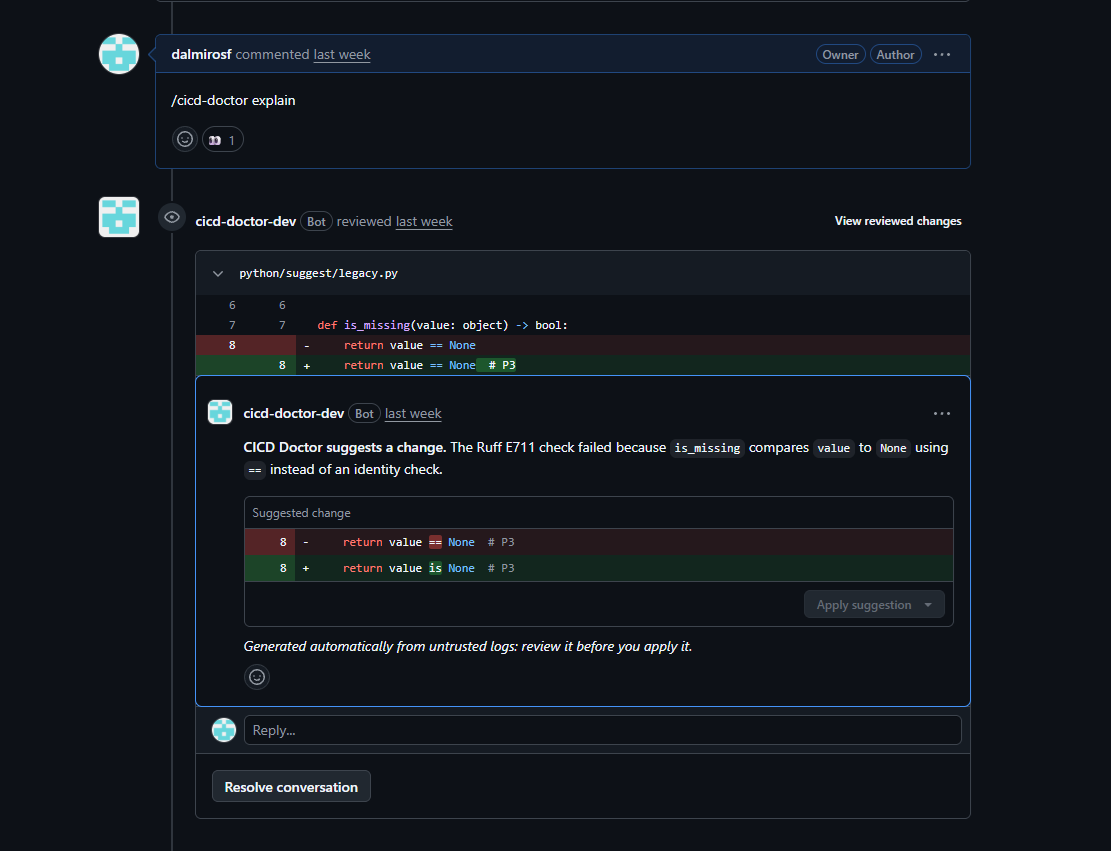 dalmirosf commented last week Owner Author ...
/cicd-doctor explain
1
cicd-doctor-dev Bot reviewed last week View reviewed changes
python/suggest/legacy.py
6 6
7 7 def is_missing(value: object) -> bool:
8 - return value == None
8 + return value == None # P3
cicd-doctor-dev Bot last week ...
CICD Doctor suggests a change. The Ruff E711 check failed because is_missing compares value to None using
== instead of an identity check.
Suggested change
8 - return value == None # P3
8 + return value is None # P3
Apply suggestion
Generated automatically from untrusted logs: review it before you apply it.
Reply...
Resolve conversation